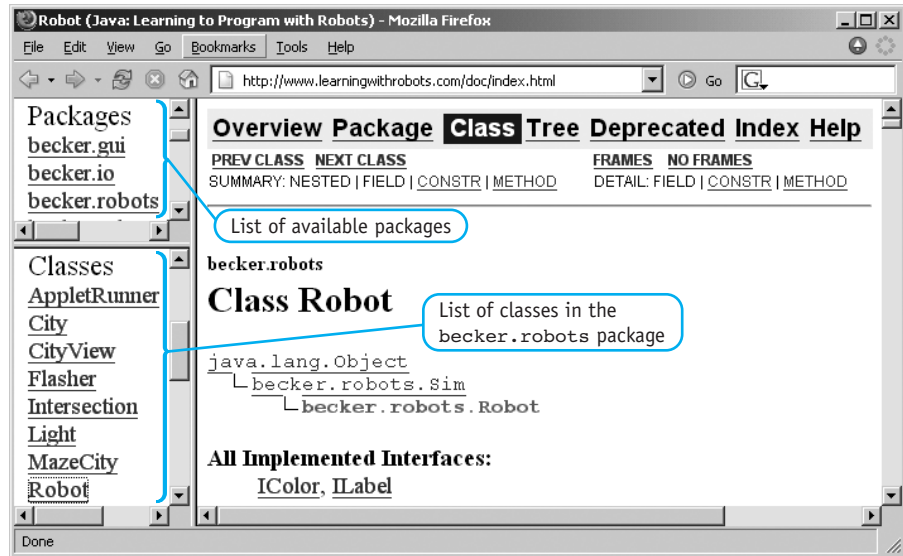 Robot (Java: Learning to Program with Robots) - Mozilla Firefox
File Edit View Go Bookmarks Tools Help
http://www.learningwithrobots.com/doc/index.html Go G
Packages
becker.gui
becker.io
becker.robots
List of available packages
Classes
AppletRunner
City
CityView
Flasher
Intersection
Light
MazeCity
Robot
Overview Package Class Tree Deprecated Index Help
PREV CLASS NEXT CLASS FRAMES NO FRAMES
SUMMARY: NESTED | FIELD | CONSTR | METHOD DETAIL: FIELD | CONSTR | METHOD
becker.robots
Class Robot
List of classes in the
becker.robots package
java.lang.Object
becker.robots.Sim
becker.robots.Robot
All Implemented Interfaces:
IColor, ILabel
Done